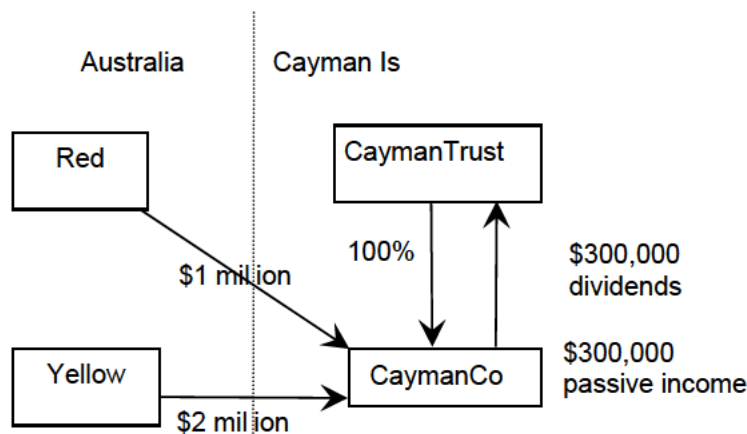 Australia
Cayman Is
Red
CaymanTrust
100%
$300,000
dividends
$1 million
Yellow
CaymanCo
$300,000
passive income
$2 million